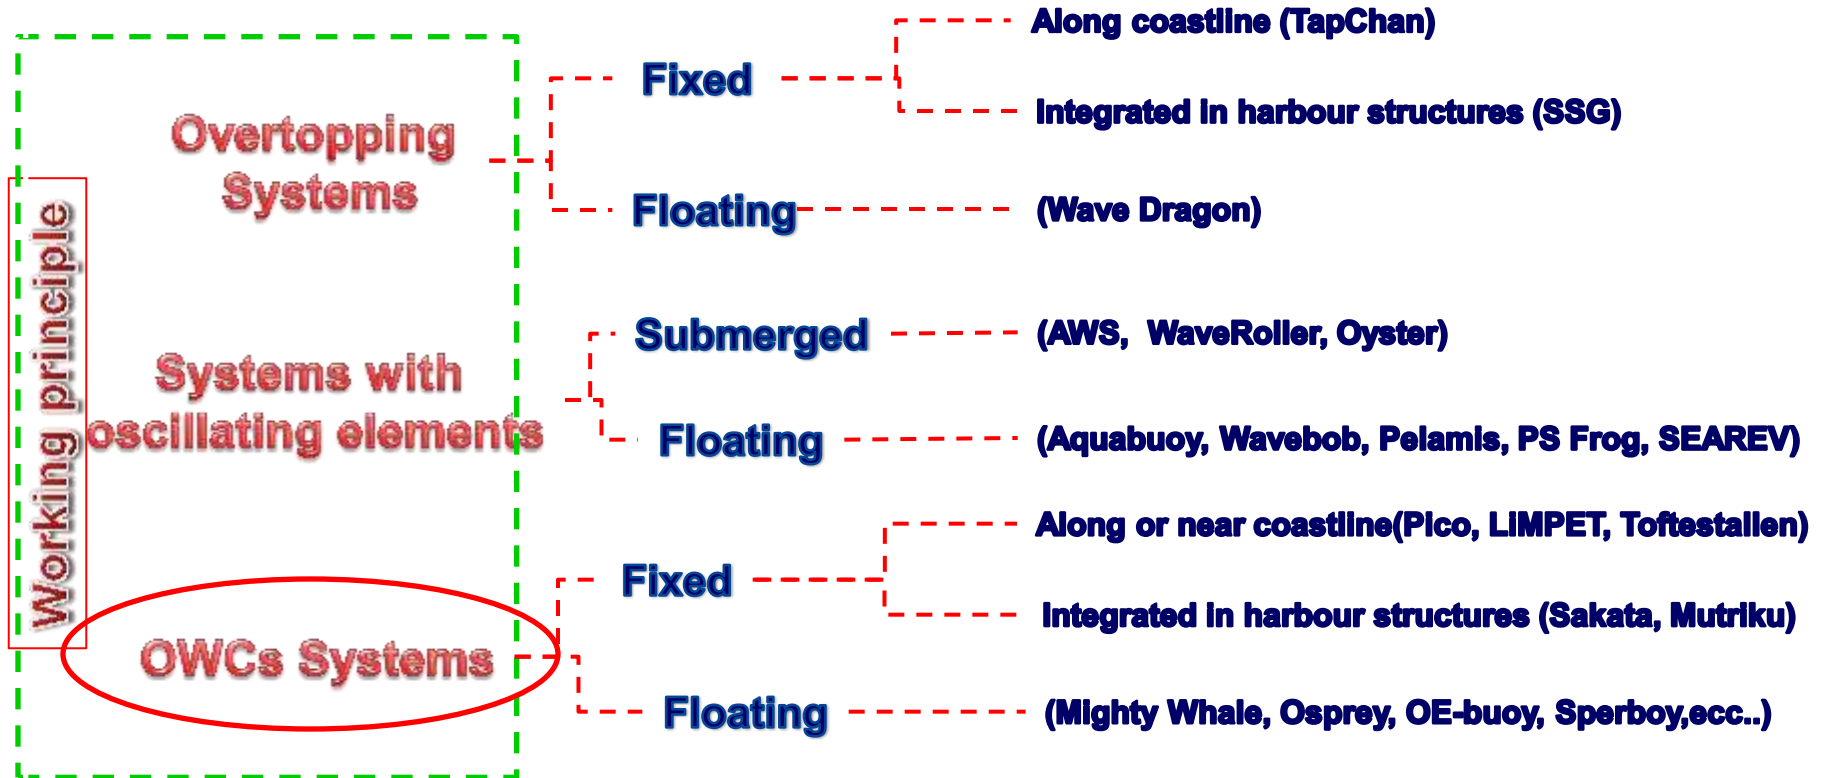 Working principle
Overtopping
Systems
Fixed
Along coastline (TapChan)
Integrated in harbour structures (SSG)
Floating
(Wave Dragon)
Systems with
oscillating elements
Submerged
(AWS,  WaveRoller, Oyster)
Floating
(Aquabuoy, Wavebob, Pelamis, PS Frog, SEAREV)
OWCs Systems
Fixed
Along or near coastline(Pico, LiMPET, Toftestallen)
Integrated in harbour structures (Sakata, Mutriku)
Floating
(Mighty Whale, Osprey, OE-buoy, Sperboy,ecc..)